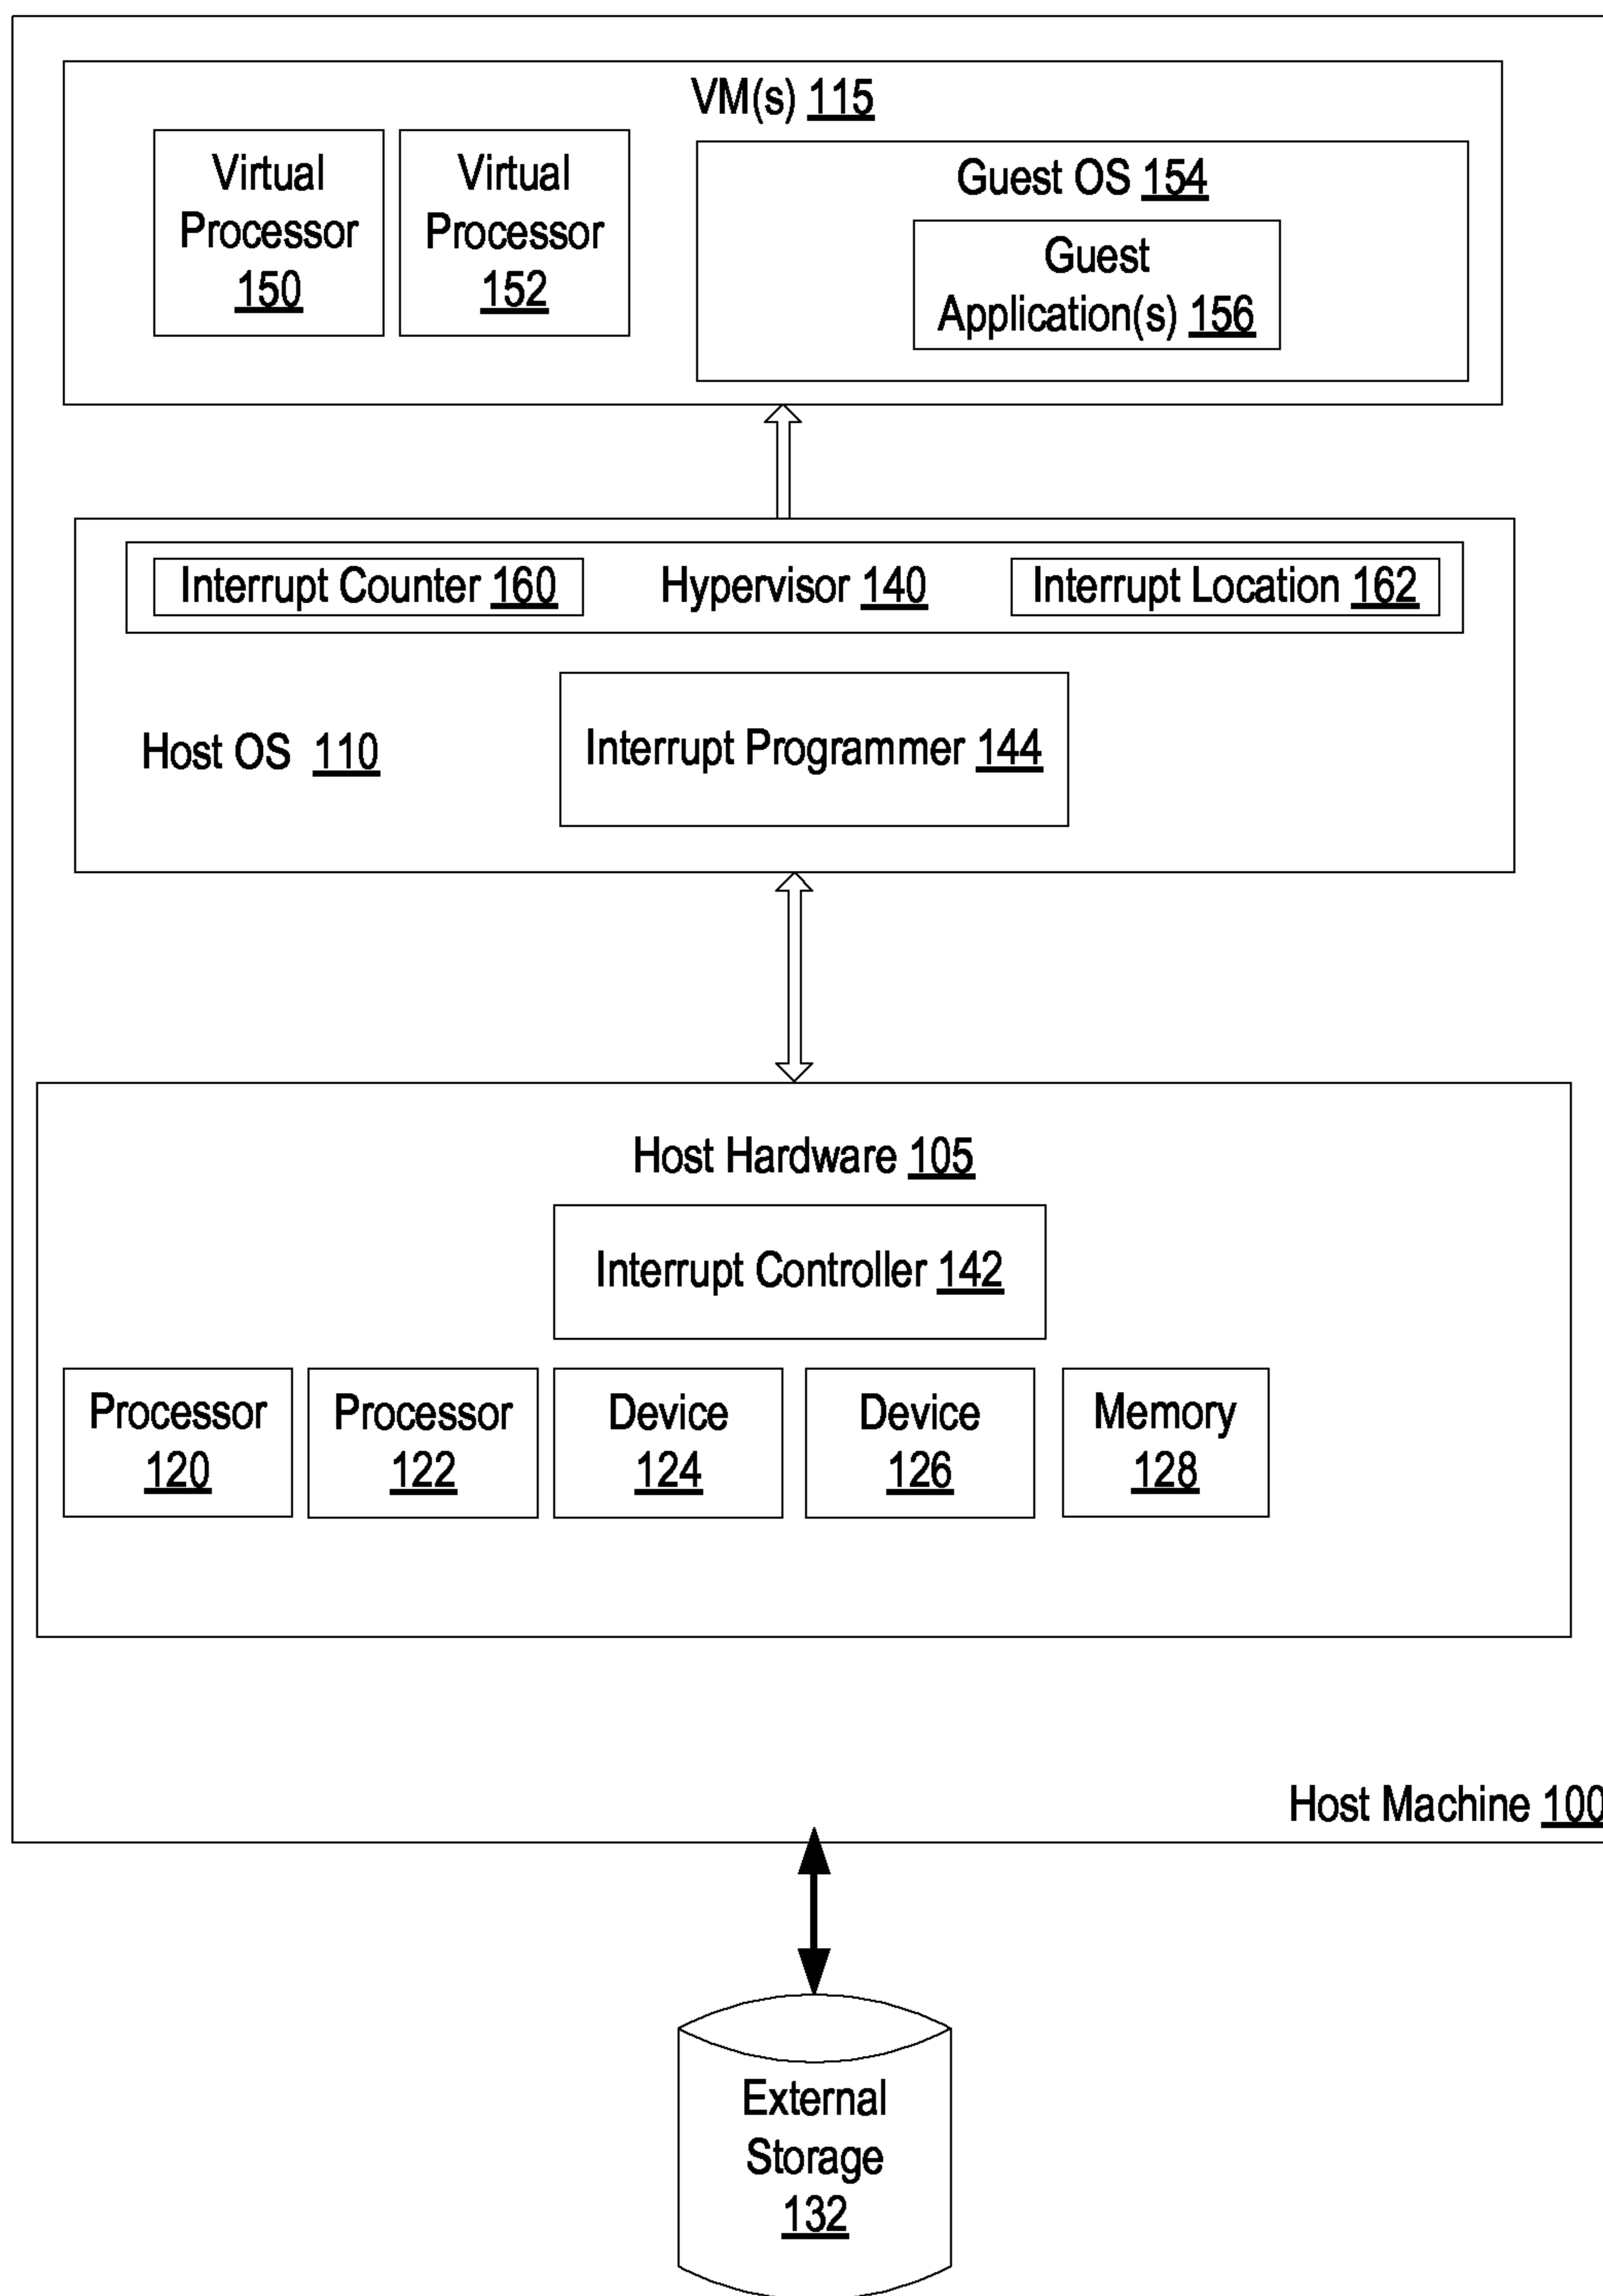 VM(s) 115
Virtual
Processor
150
Virtual
Processor
152
Guest OS 154
Guest
Application(s) 156
Interrupt Counter 160
Hypervisor 140
Interrupt Location 162
Host OS 110
Interrupt Programmer 144
Host Hardware 105
Interrupt Controller 142
Processor
120
Processor
122
Device
124
Device
126
Memory
128
Host Machine 100
External
Storage
132